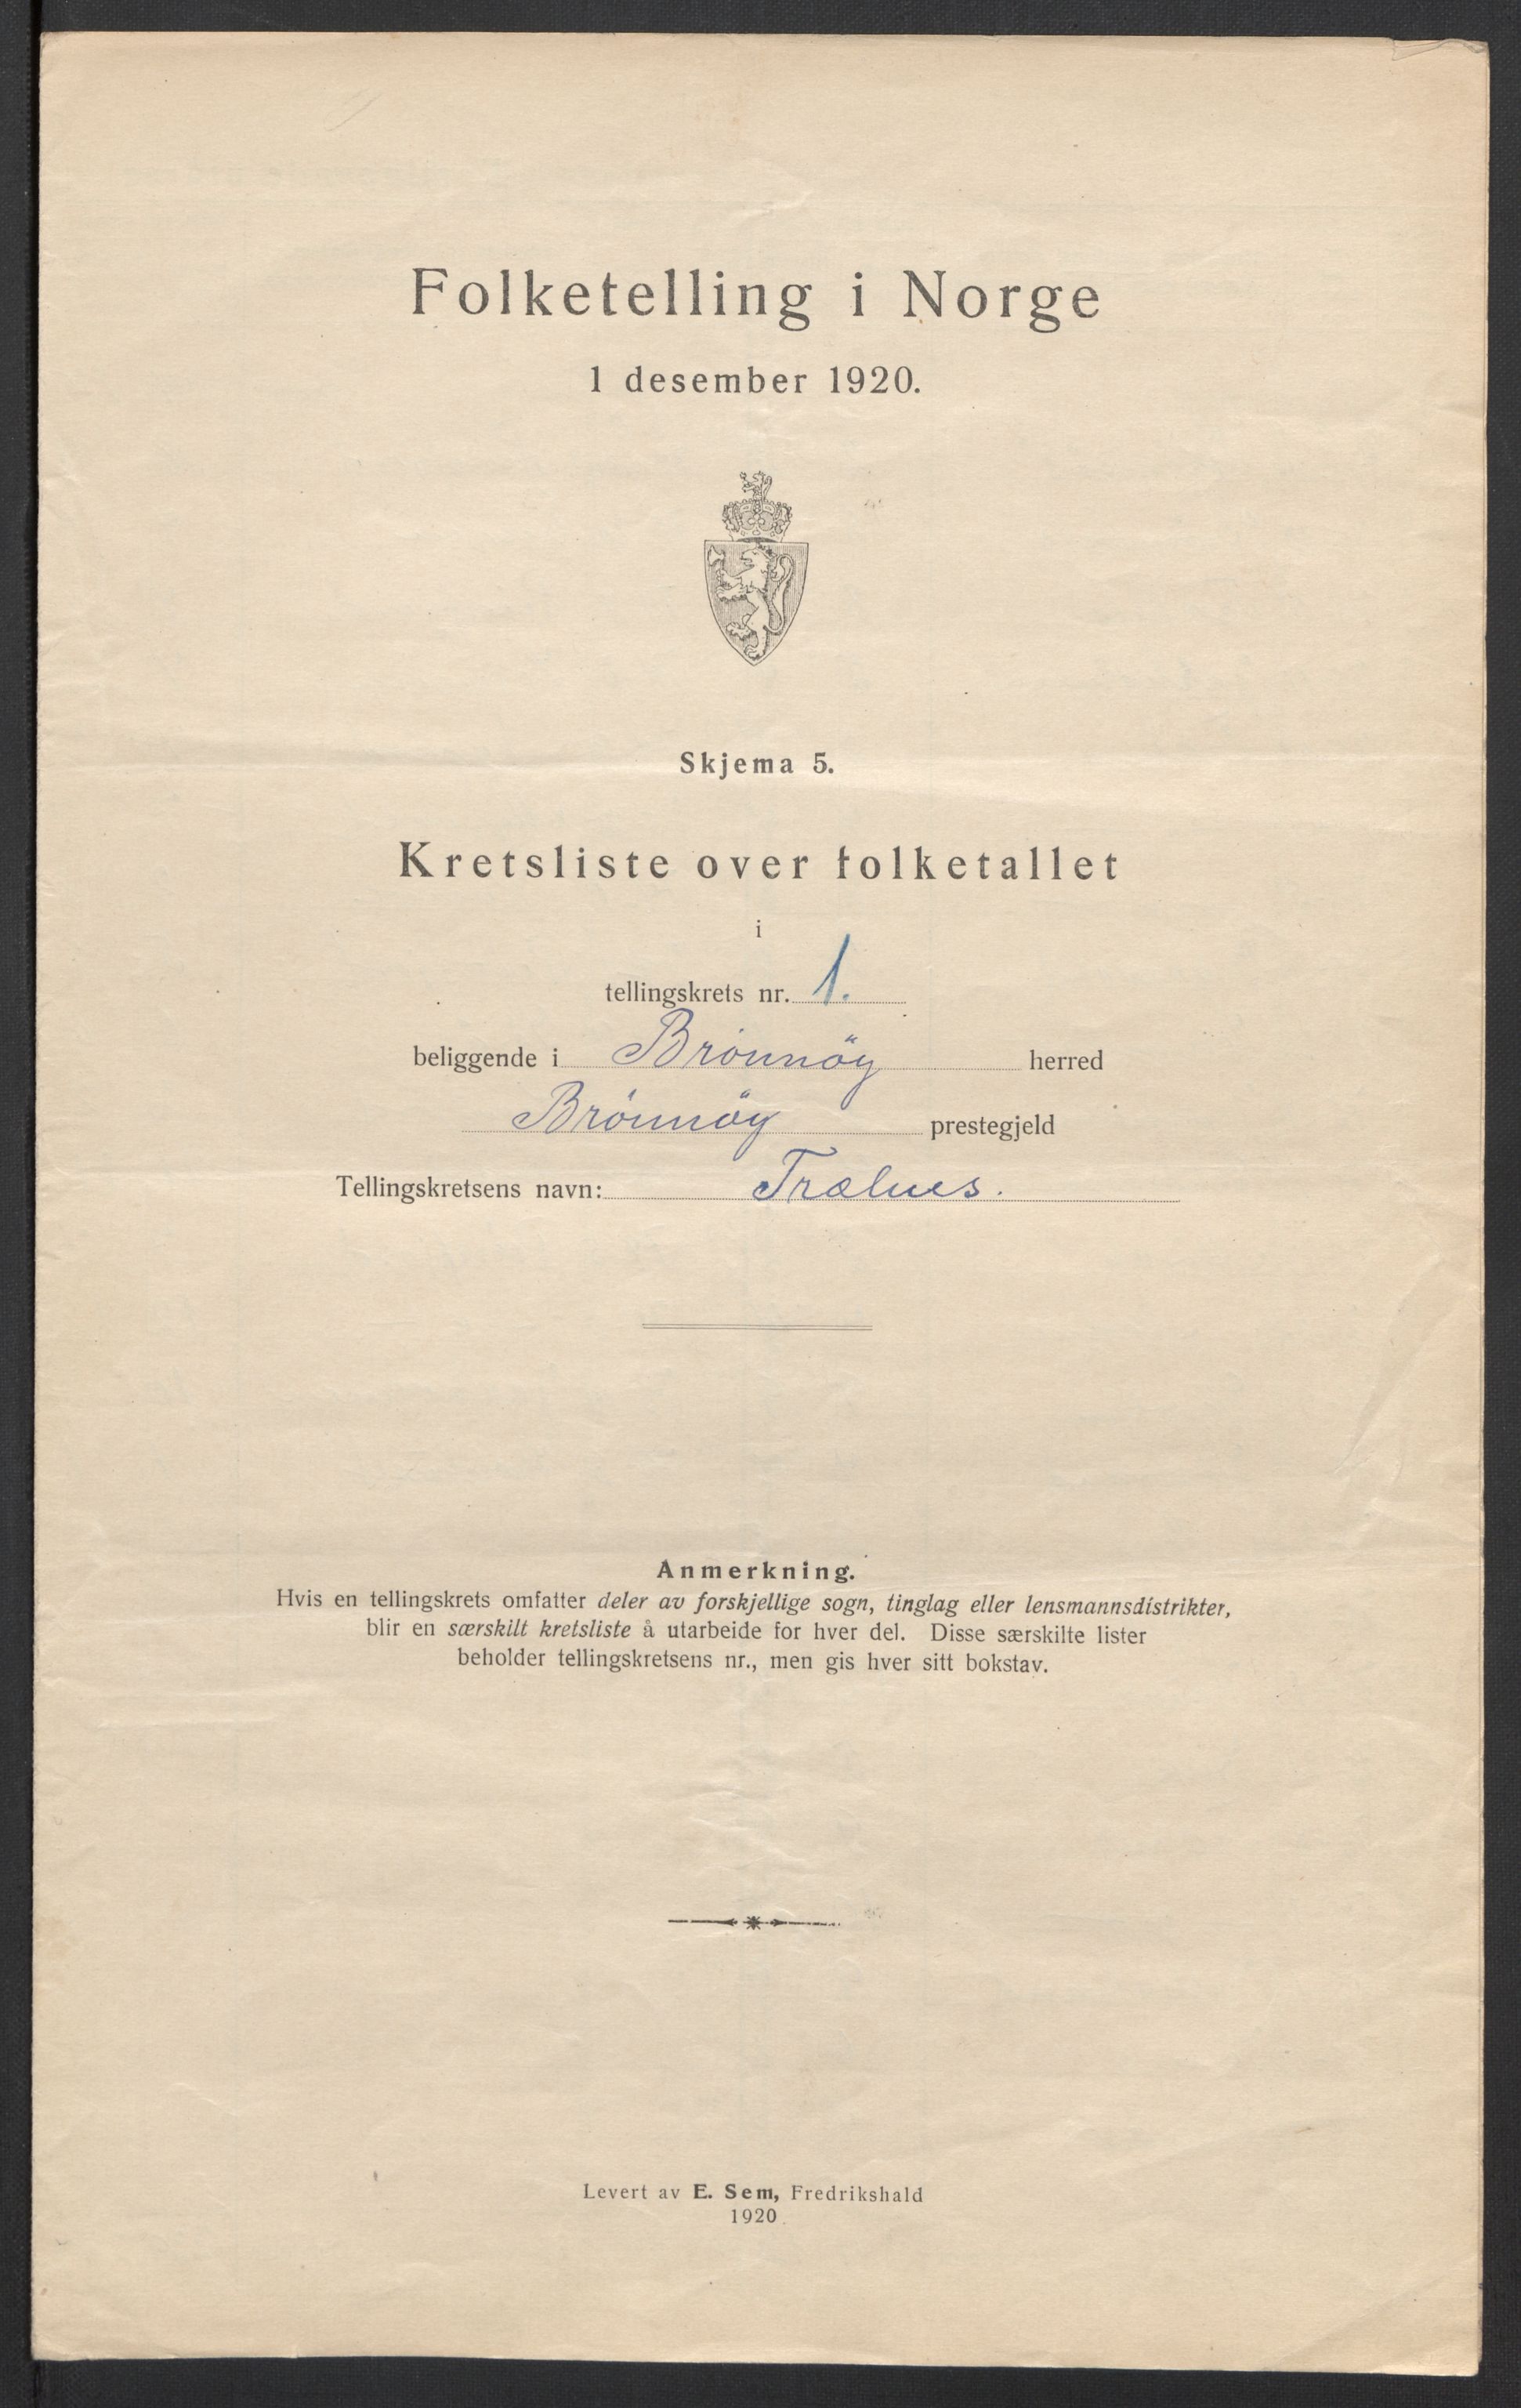 Folketelling i Norge
1 desember 1920.
Skjema 5.
Kretsliste over folketallet
i
tellingskrets nr. 1.
beliggende i Brönnöy herred
Brönnöy prestegjeld
Tellingskretsens navn: Trælnes.
Anmerkning.
Hvis en tellingskrets omfatter deler av forskjellige sogn, tinglag eller lensmannsdistrikter,
blir en særskilt kretsliste å utarbeide for hver del. Disse særskilte lister
beholder tellingskretsens nr., men gis hver sitt bokstav.
Levert av E. Sem, Fredrikshald
1920